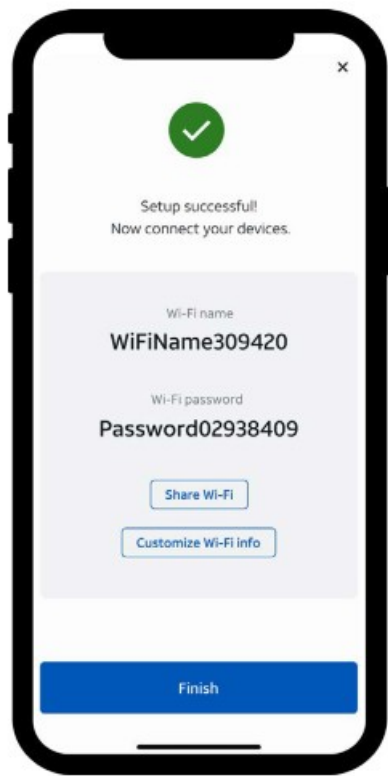 ×
Setup successful!
Now connect your devices.
Wi-Fi name
WiFiName309420
Wi-Fi password
Password02938409
Share Wi-Fi
Customize Wi-Fi info
Finish